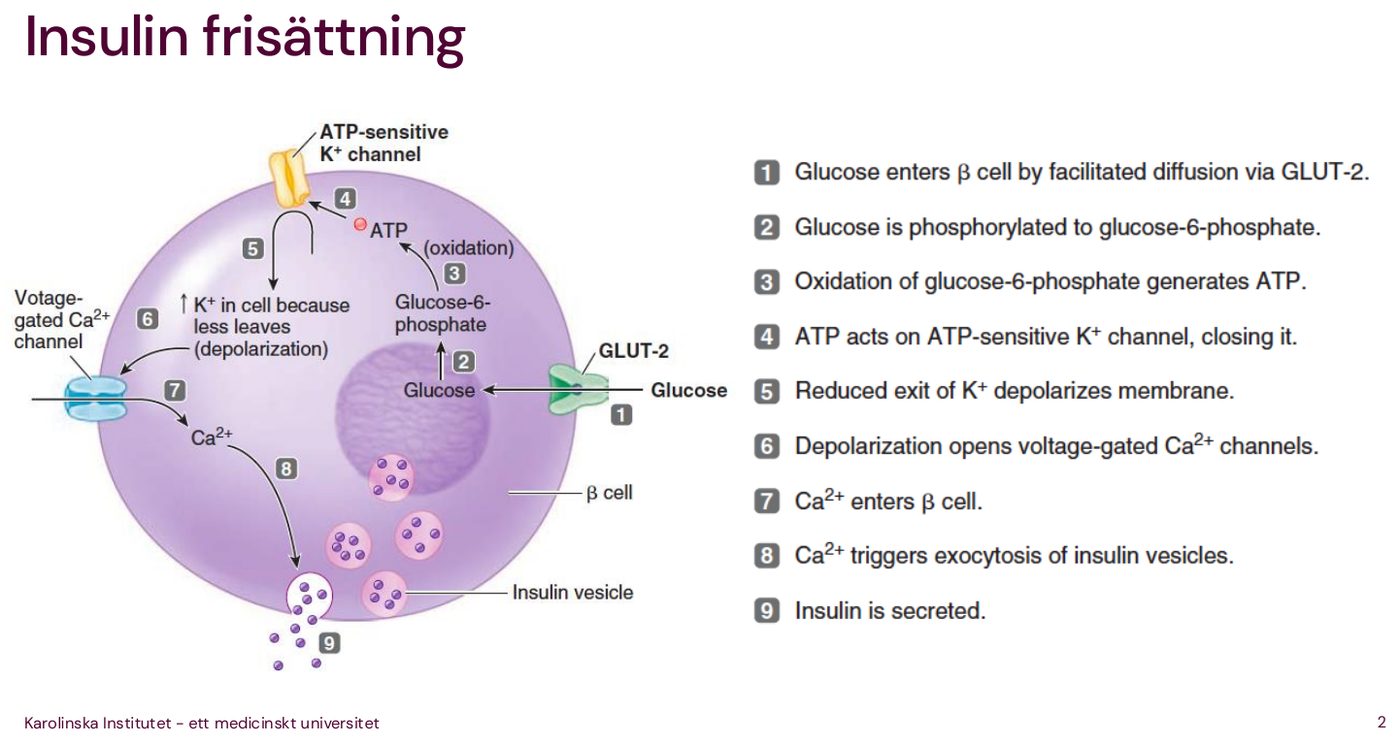 Insulin frisättning
ATP-sensitive
K⁺ channel
4
ATP
(oxidation)
5
3
Votage-
gated Ca²⁺
channel
6
↑ K⁺ in cell because
less leaves
(depolarization)
Glucose-6-
phosphate
2
GLUT-2
7
Glucose
Glucose
1
Ca²⁺
8
β cell
Insulin vesicle
9
1 Glucose enters β cell by facilitated diffusion via GLUT-2.
2 Glucose is phosphorylated to glucose-6-phosphate.
3 Oxidation of glucose-6-phosphate generates ATP.
4 ATP acts on ATP-sensitive K⁺ channel, closing it.
5 Reduced exit of K⁺ depolarizes membrane.
6 Depolarization opens voltage-gated Ca²⁺ channels.
7 Ca²⁺ enters β cell.
8 Ca²⁺ triggers exocytosis of insulin vesicles.
9 Insulin is secreted.
Karolinska Institutet – ett medicinskt universitet
2